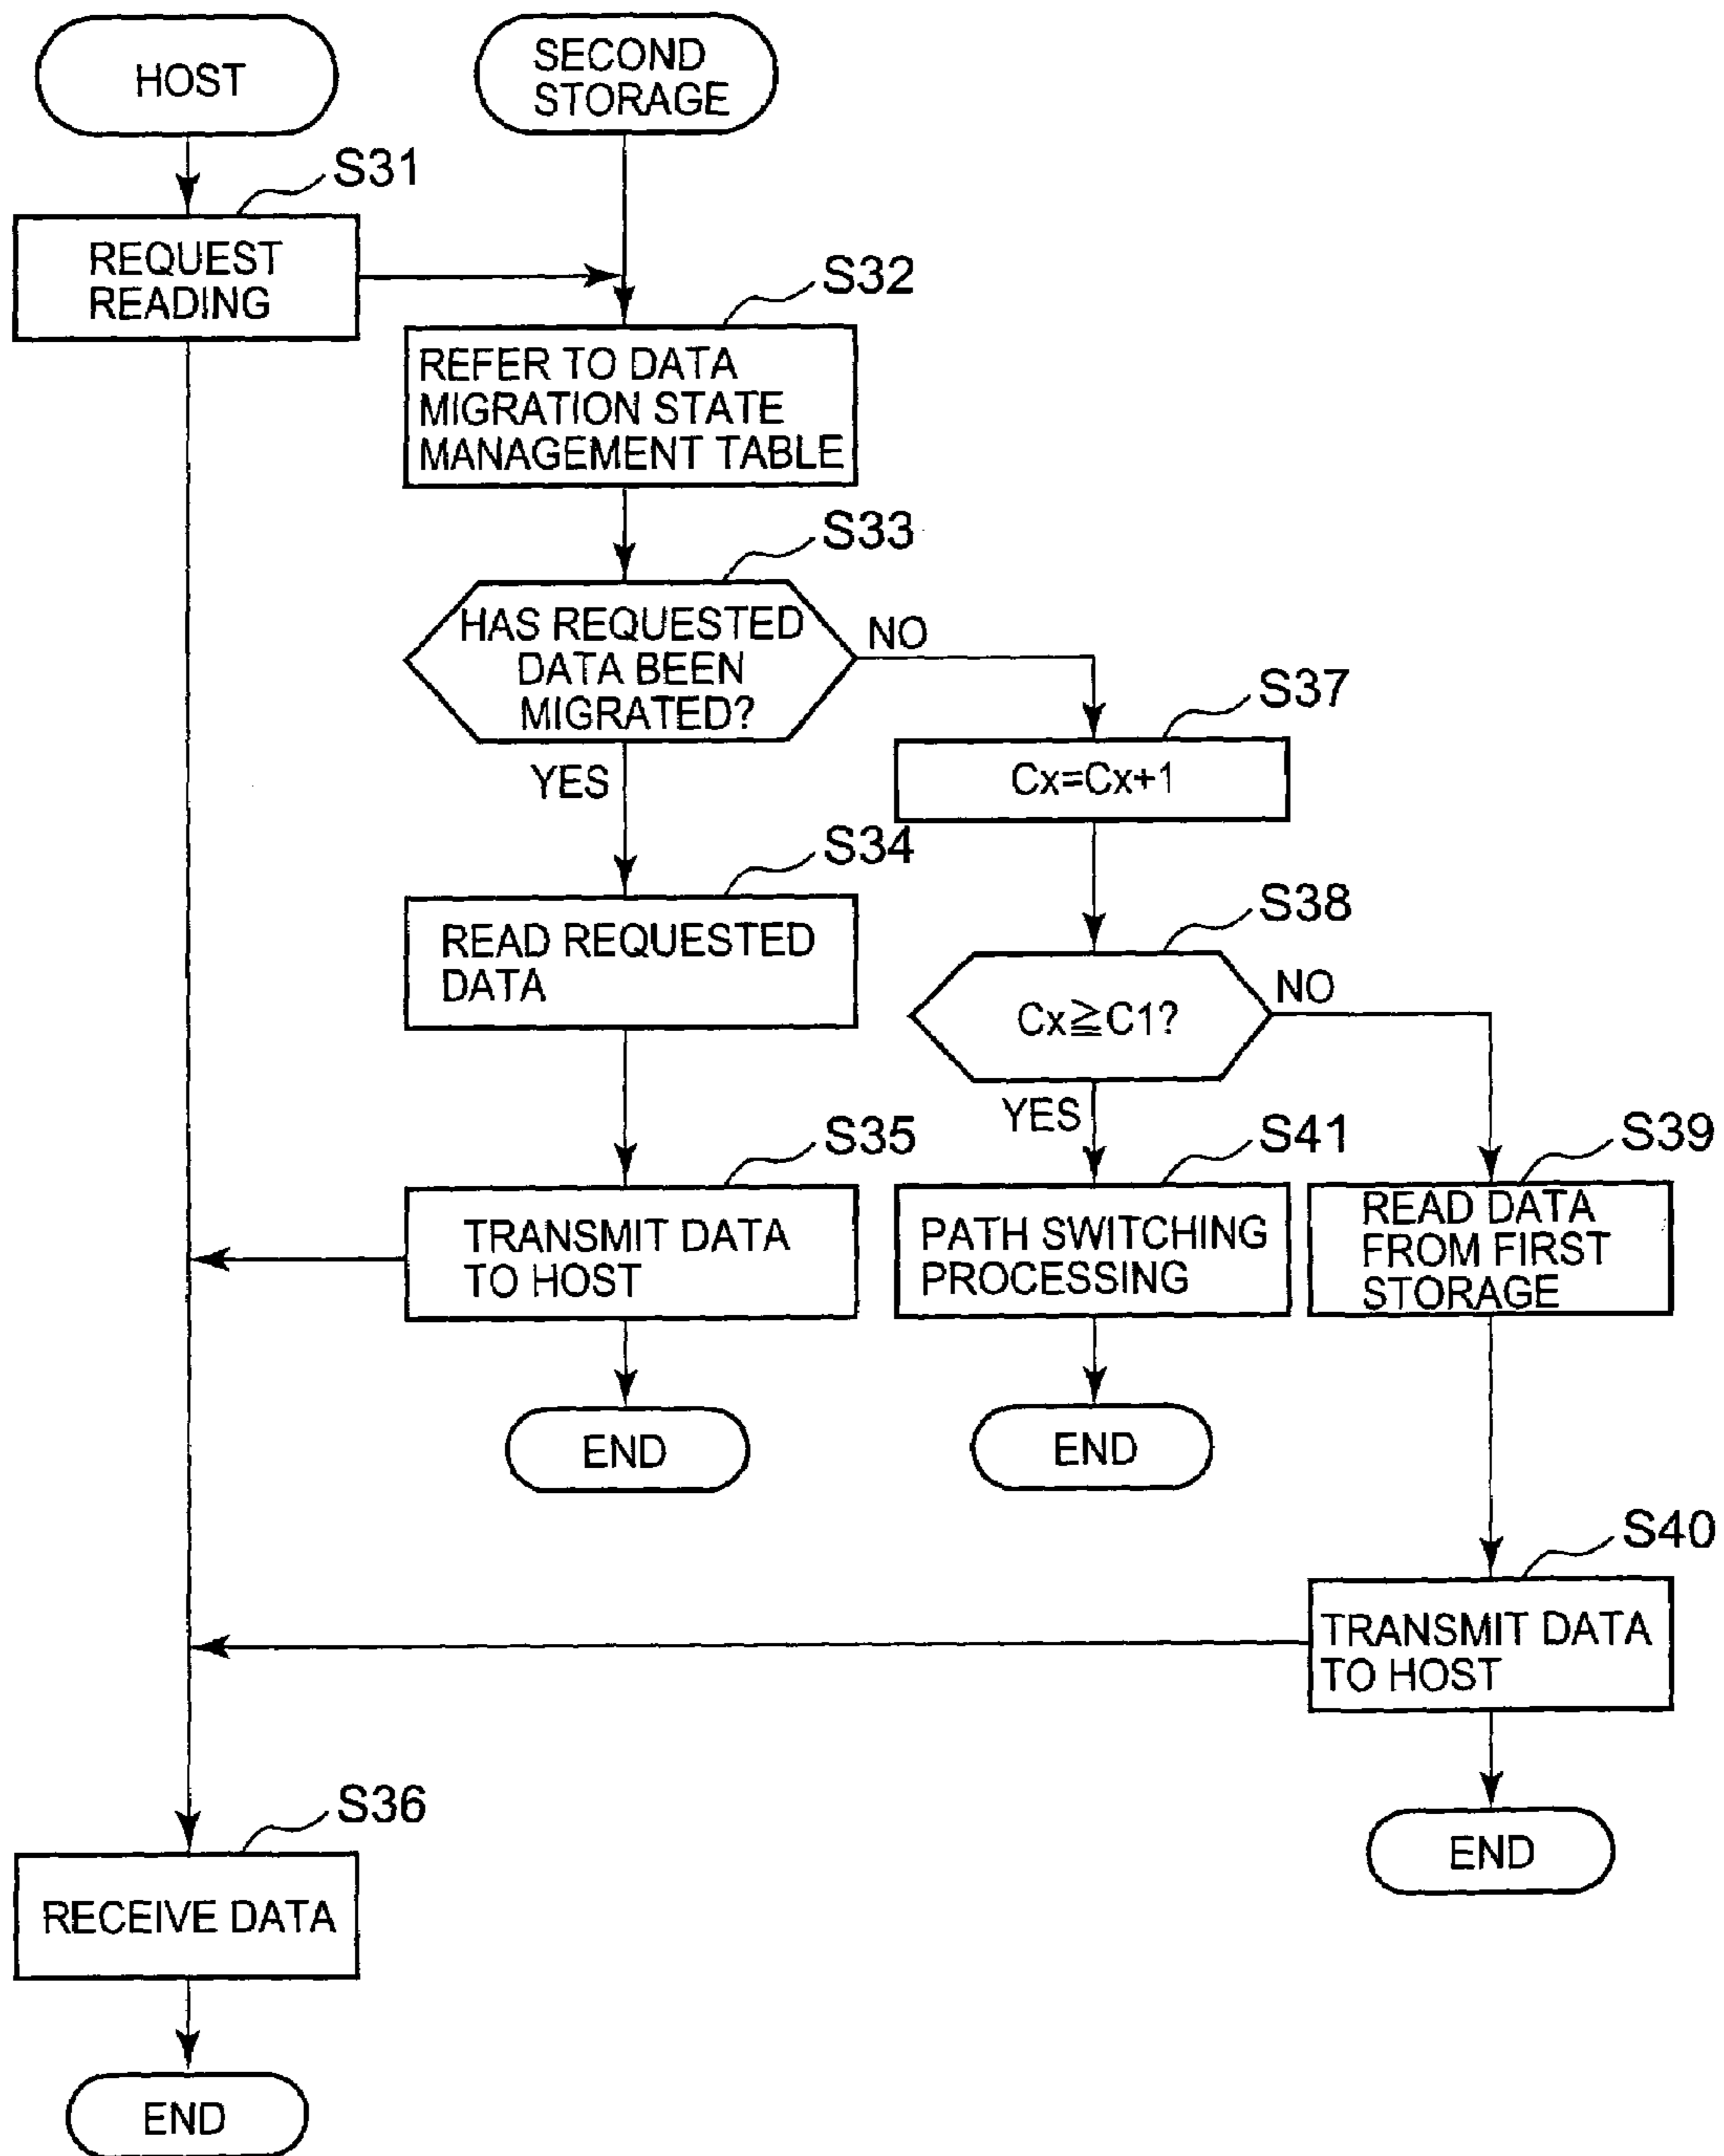 HOST
SECOND
STORAGE
S31
REQUEST
READING
S32
REFER TO DATA
MIGRATION STATE
MANAGEMENT TABLE
S33
HAS REQUESTED
DATA BEEN
MIGRATED?
NO
YES
S37
Cx=Cx+1
S34
READ REQUESTED
DATA
S38
Cx≧C1?
NO
YES
S35
TRANSMIT DATA
TO HOST
S41
PATH SWITCHING
PROCESSING
S39
READ DATA
FROM FIRST
STORAGE
END
END
S40
TRANSMIT DATA
TO HOST
END
S36
RECEIVE DATA
END